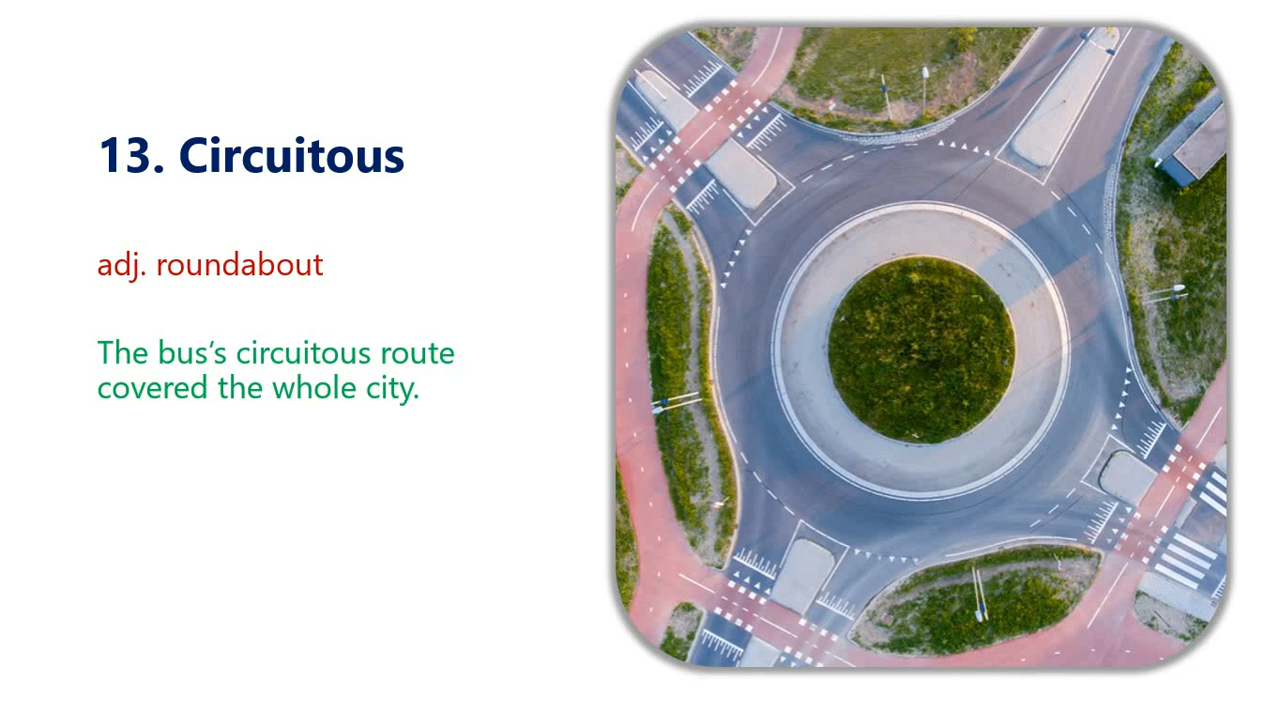 13. Circuitous
adj. roundabout
The bus’s circuitous route
covered the whole city.